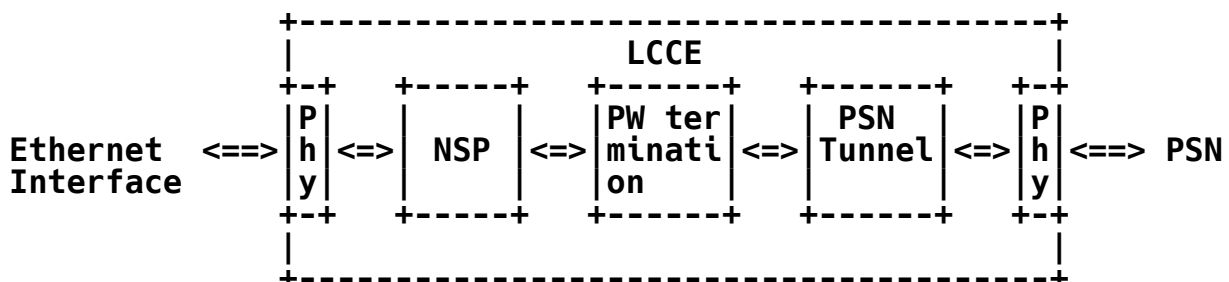 +---------------------------------------+
|                 LCCE                  |
+-+   +-----+   +------+   +------+   +-+
|P|   |     |   |PW ter|   | PSN  |   |P|
Ethernet  <==>|h|<=>| NSP |<=>|minati|<=>|Tunnel|<=>|h|<==> PSN
Interface     |y|   |     |   |on    |   |      |   |y|
+-+   +-----+   +------+   +------+   +-+
|                                       |
+---------------------------------------+